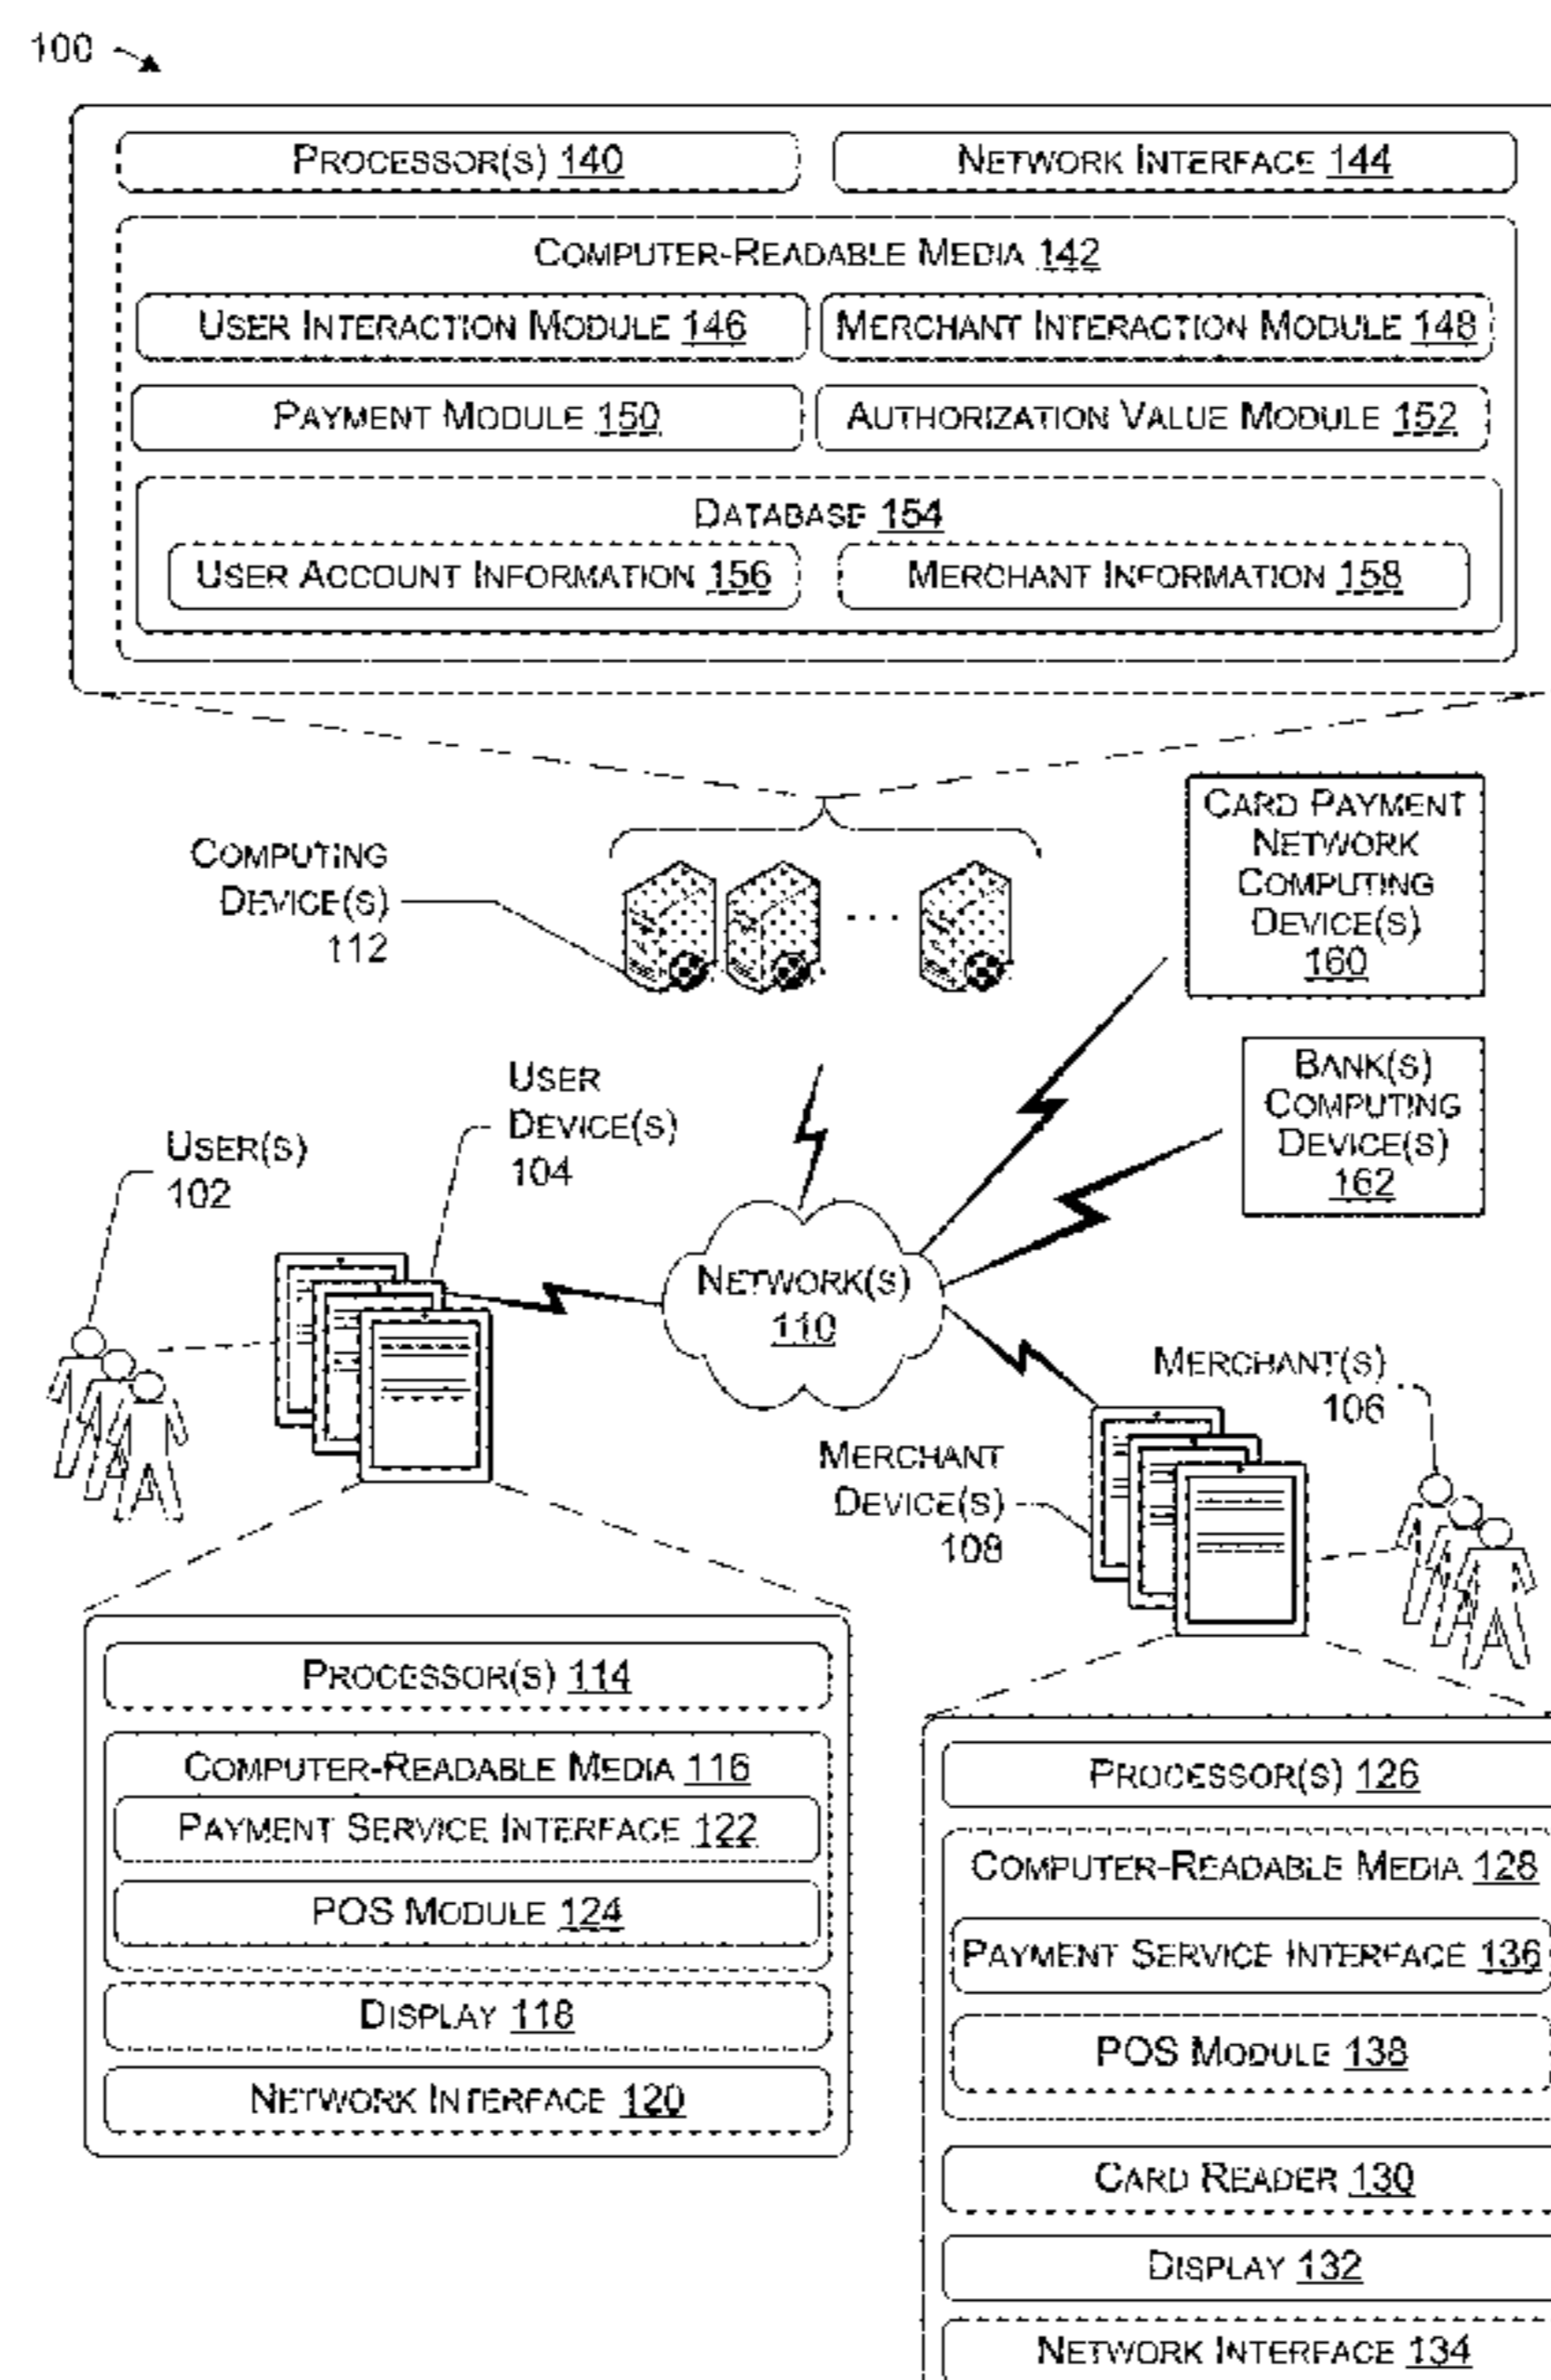 100
PROCESSOR(S) 140
NETWORK INTERFACE 144
COMPUTER-READABLE MEDIA 142
USER INTERACTION MODULE 146
MERCHANT INTERACTION MODULE 148
PAYMENT MODULE 150
AUTHORIZATION VALUE MODULE 152
DATABASE 154
USER ACCOUNT INFORMATION 156
MERCHANT INFORMATION 158
COMPUTING
DEVICE(S)
112
CARD PAYMENT
NETWORK
COMPUTING
DEVICE(S)
160
BANK(S)
COMPUTING
DEVICE(S)
162
USER
DEVICE(S)
104
USER(S)
102
NETWORK(S)
110
MERCHANT(S)
106
MERCHANT
DEVICE(S)
108
PROCESSOR(S) 114
COMPUTER-READABLE MEDIA 116
PAYMENT SERVICE INTERFACE 122
POS MODULE 124
DISPLAY 118
NETWORK INTERFACE 120
PROCESSOR(S) 126
COMPUTER-READABLE MEDIA 128
PAYMENT SERVICE INTERFACE 136
POS MODULE 138
CARD READER 130
DISPLAY 132
NETWORK INTERFACE 134